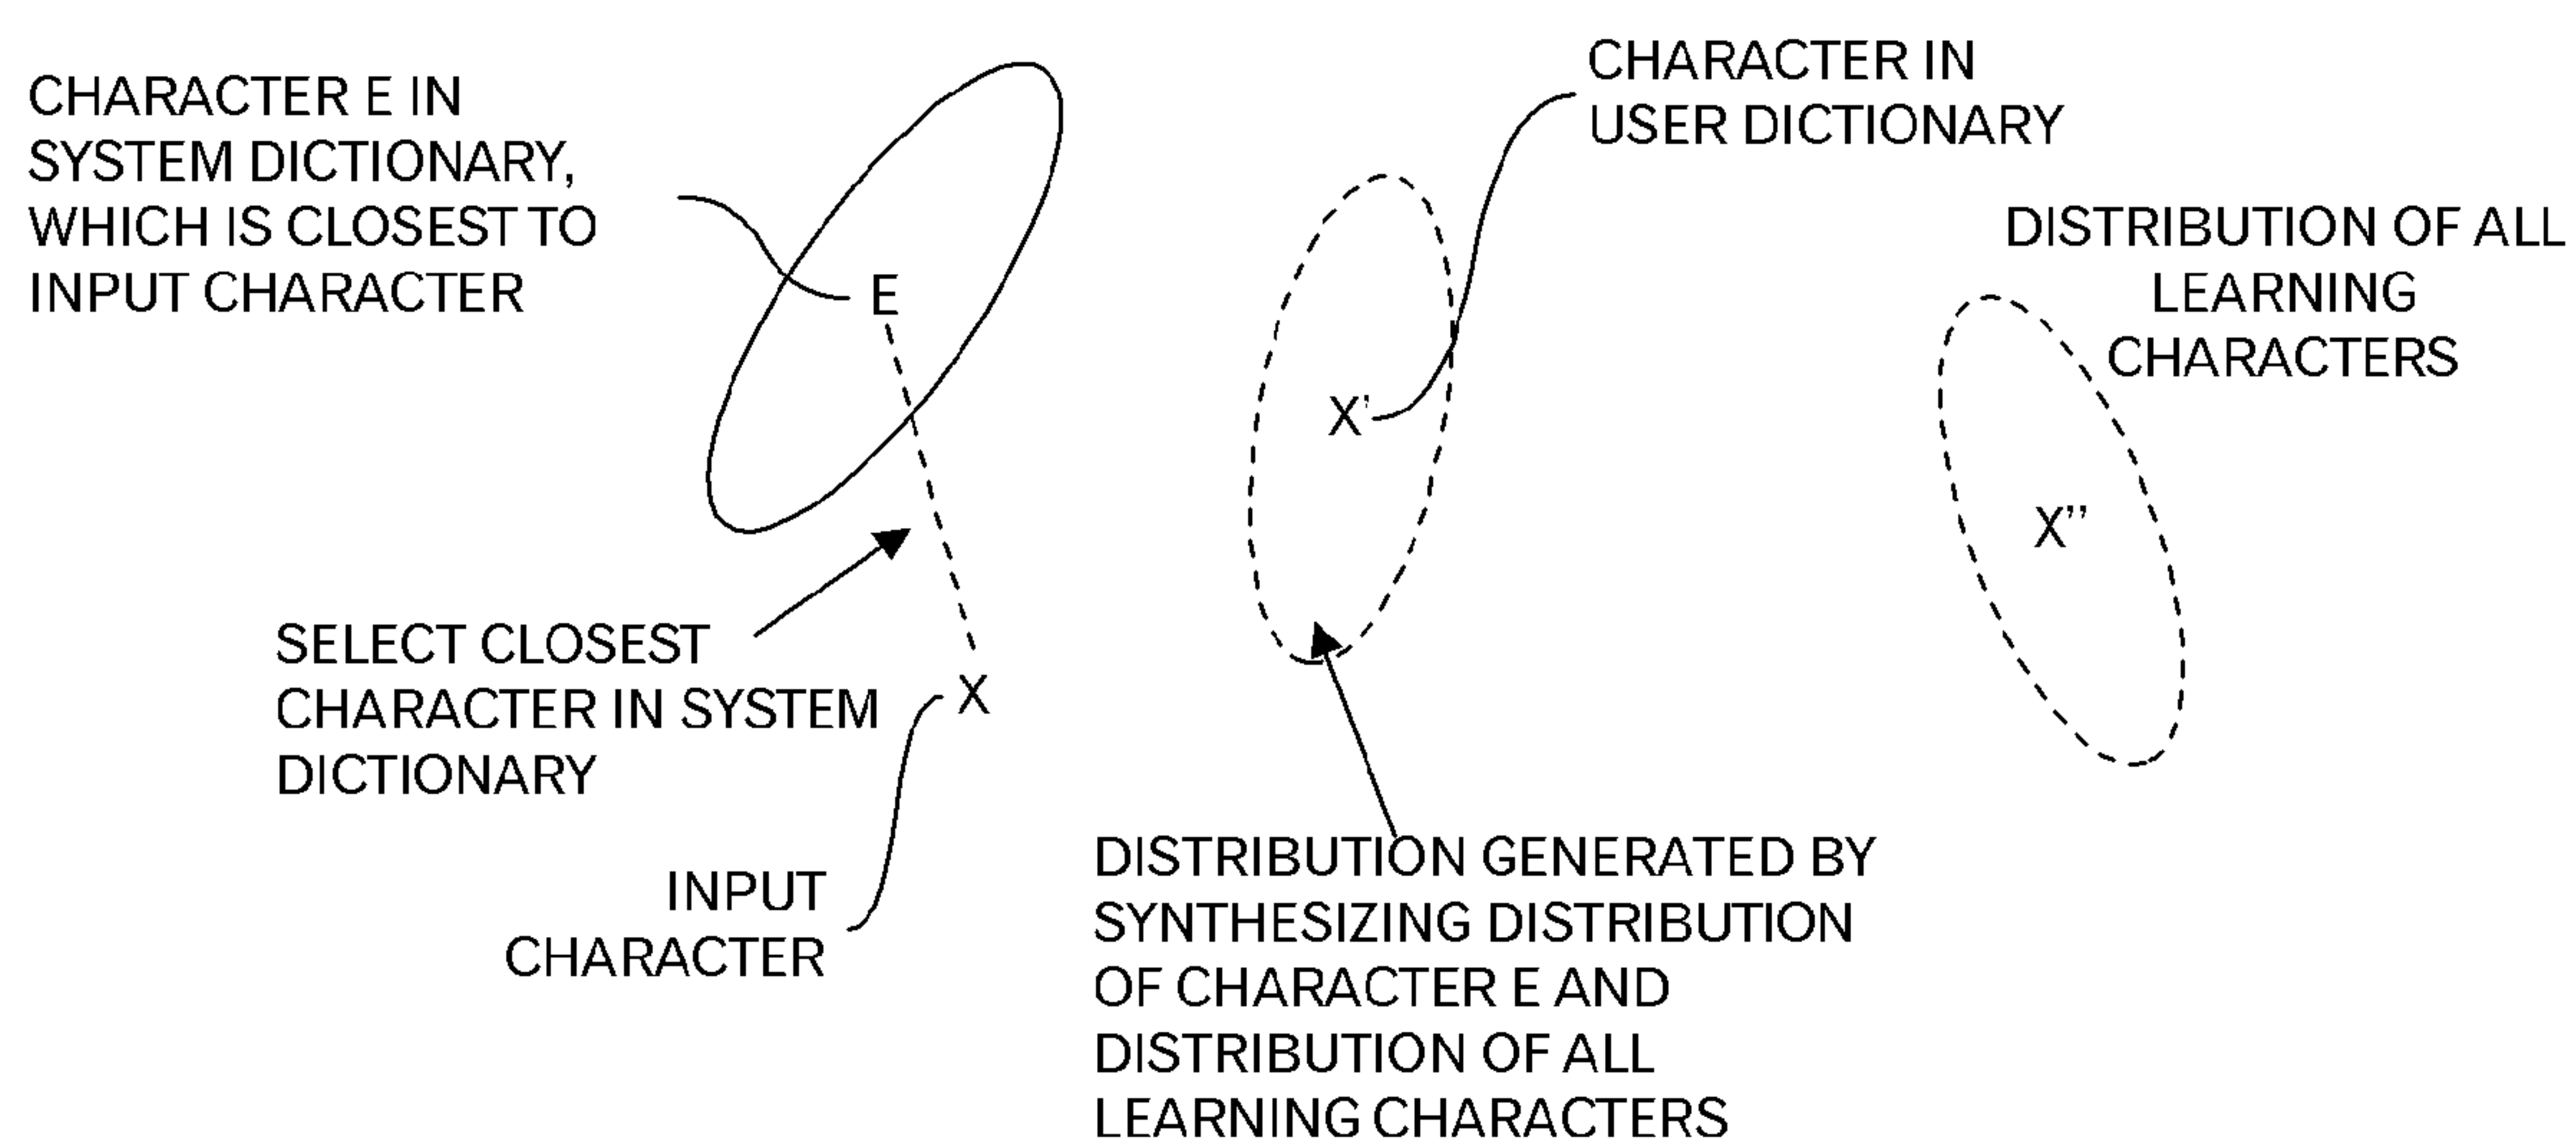 CHARACTER E IN
SYSTEM DICTIONARY,
WHICH IS CLOSEST TO
INPUT CHARACTER
E
SELECT CLOSEST
CHARACTER IN SYSTEM
DICTIONARY
X
INPUT
CHARACTER
CHARACTER IN
USER DICTIONARY
X'
DISTRIBUTION GENERATED BY
SYNTHESIZING DISTRIBUTION
OF CHARACTER E AND
DISTRIBUTION OF ALL
LEARNING CHARACTERS
DISTRIBUTION OF ALL
LEARNING
CHARACTERS
X’’